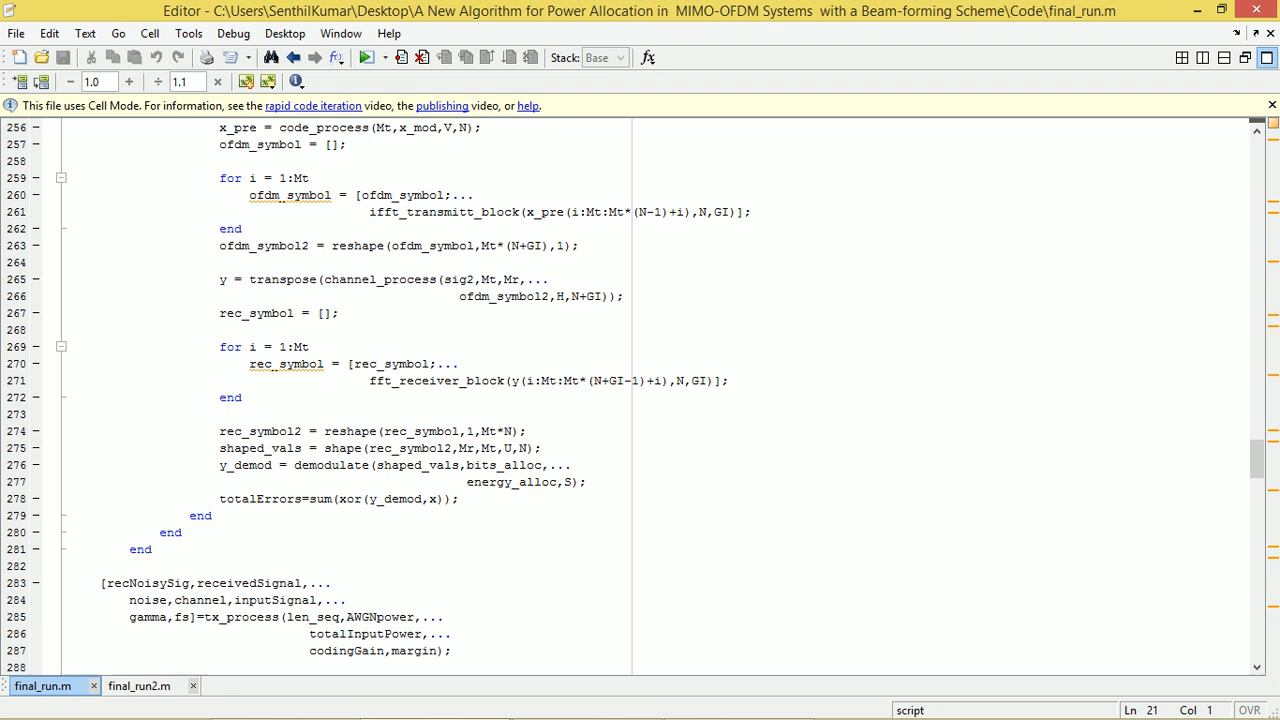 Editor - C:\Users\SenthilKumar\Desktop\A New Algorithm for Power Allocation in MIMO-OFDM Systems with a Beam-forming Scheme\Code\final_run.m
File Edit Text Go Cell Tools Debug Desktop Window Help
Stack: Base fx
− 1.0 + ÷ 1.1 ×
This file uses Cell Mode. For information, see the rapid code iteration video, the publishing video, or help.
256 x_pre = code_process(Mt,x_mod,V,N);
257 ofdm_symbol = [];
258
259 for i = 1:Mt
260 ofdm_symbol = [ofdm_symbol;...
261 ifft_transmitt_block(x_pre(i:Mt:Mt*(N-1)+i),N,GI)];
262 end
263 ofdm_symbol2 = reshape(ofdm_symbol,Mt*(N+GI),1);
264
265 y = transpose(channel_process(sig2,Mt,Mr,...
266 ofdm_symbol2,H,N+GI));
267 rec_symbol = [];
268
269 for i = 1:Mt
270 rec_symbol = [rec_symbol;...
271 fft_receiver_block(y(i:Mt:Mt*(N+GI-1)+i),N,GI)];
272 end
273
274 rec_symbol2 = reshape(rec_symbol,1,Mt*N);
275 shaped_vals = shape(rec_symbol2,Mr,Mt,U,N);
276 y_demod = demodulate(shaped_vals,bits_alloc,...
277 energy_alloc,S);
278 totalErrors=sum(xor(y_demod,x));
279 end
280 end
281 end
282
283 [recNoisySig,receivedSignal,...
284 noise,channel,inputSignal,...
285 gamma,fs]=tx_process(len_seq,AWGNpower,...
286 totalInputPower,...
287 codingGain,margin);
288
final_run.m × final_run2.m ×
script Ln 21 Col 1 OVR